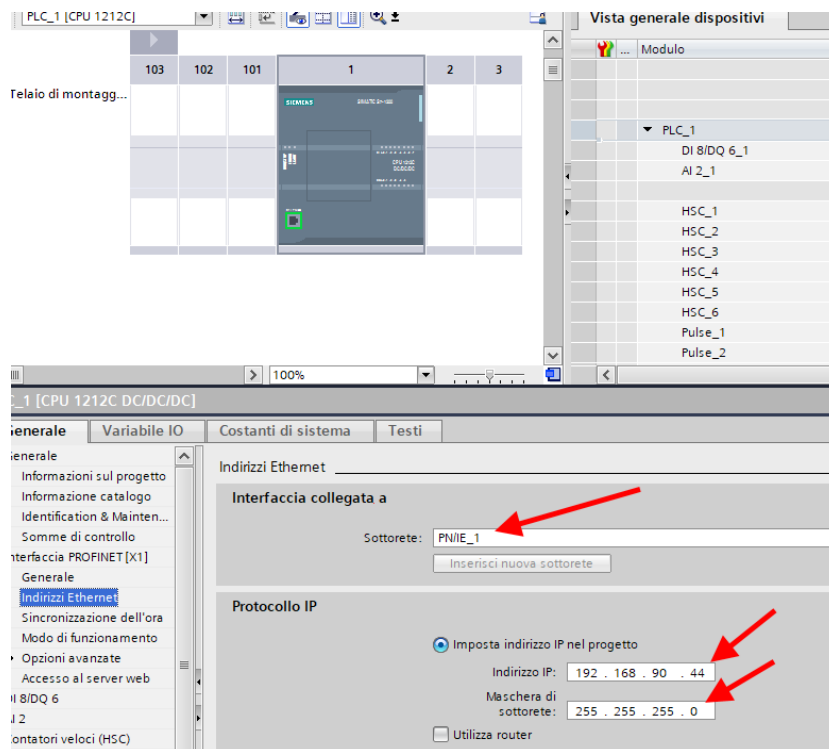 PLC_1 [CPU 1212C]
Vista generale dispositivi
... Modulo
103 102 101 1 2 3
Telaio di montagg...
SIEMENS
PLC_1
DI 8/DQ 6_1
AI 2_1
HSC_1
HSC_2
HSC_3
HSC_4
HSC_5
HSC_6
Pulse_1
Pulse_2
100%
C_1 [CPU 1212C DC/DC/DC]
Generale Variabile IO Costanti di sistema Testi
Generale
Informazioni sul progetto
Informazione catalogo
Identification & Mainten...
Somme di controllo
nterfaccia PROFINET [X1]
Generale
Indirizzi Ethernet
Sincronizzazione dell'ora
Modo di funzionamento
Opzioni avanzate
Accesso al server web
DI 8/DQ 6
AI 2
Contatori veloci (HSC)
Indirizzi Ethernet
Interfaccia collegata a
Sottorete: PN/IE_1
Inserisci nuova sottorete
Protocollo IP
Imposta indirizzo IP nel progetto
Indirizzo IP: 192 . 168 . 90 . 44
Maschera di
sottorete: 255 . 255 . 255 . 0
Utilizza router